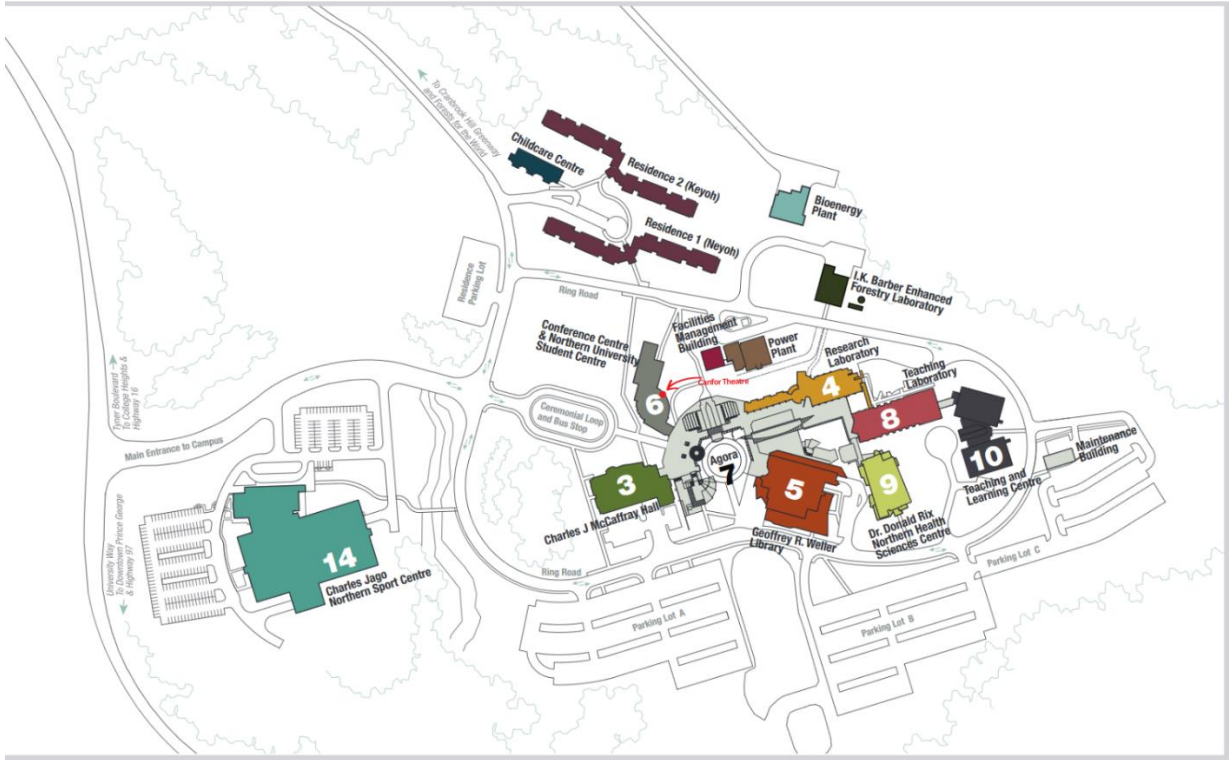 To Cranbrook Hill Greenway
and Forests for the World
Childcare Centre
Residence 2 (Keyoh)
Residence 1 (Neyoh)
Bioenergy
Plant
Residence
Parking Lot
Ring Road
I.K. Barber Enhanced
Forestry Laboratory
Conference Centre
& Northern University
Student Centre
Facilities
Management
Building
Power
Plant
Research
Laboratory
Teaching
Laboratory
Canfor Theatre
4
6
8
Tyner Boulevard
To College Heights &
Highway 16
Ceremonial Loop
and Bus Stop
Main Entrance to Campus
Agora
7
Maintenance
Building
3
5
9
10
Teaching and
Learning Centre
Charles J McCaffray Hall
Geoffrey R. Weller
Library
Dr. Donald Rix
Northern Health
Sciences Centre
University Way
To Downtown Prince George
& Highway 97
14
Charles Jago
Northern Sport Centre
Ring Road
Parking Lot A
Parking Lot B
Parking Lot C